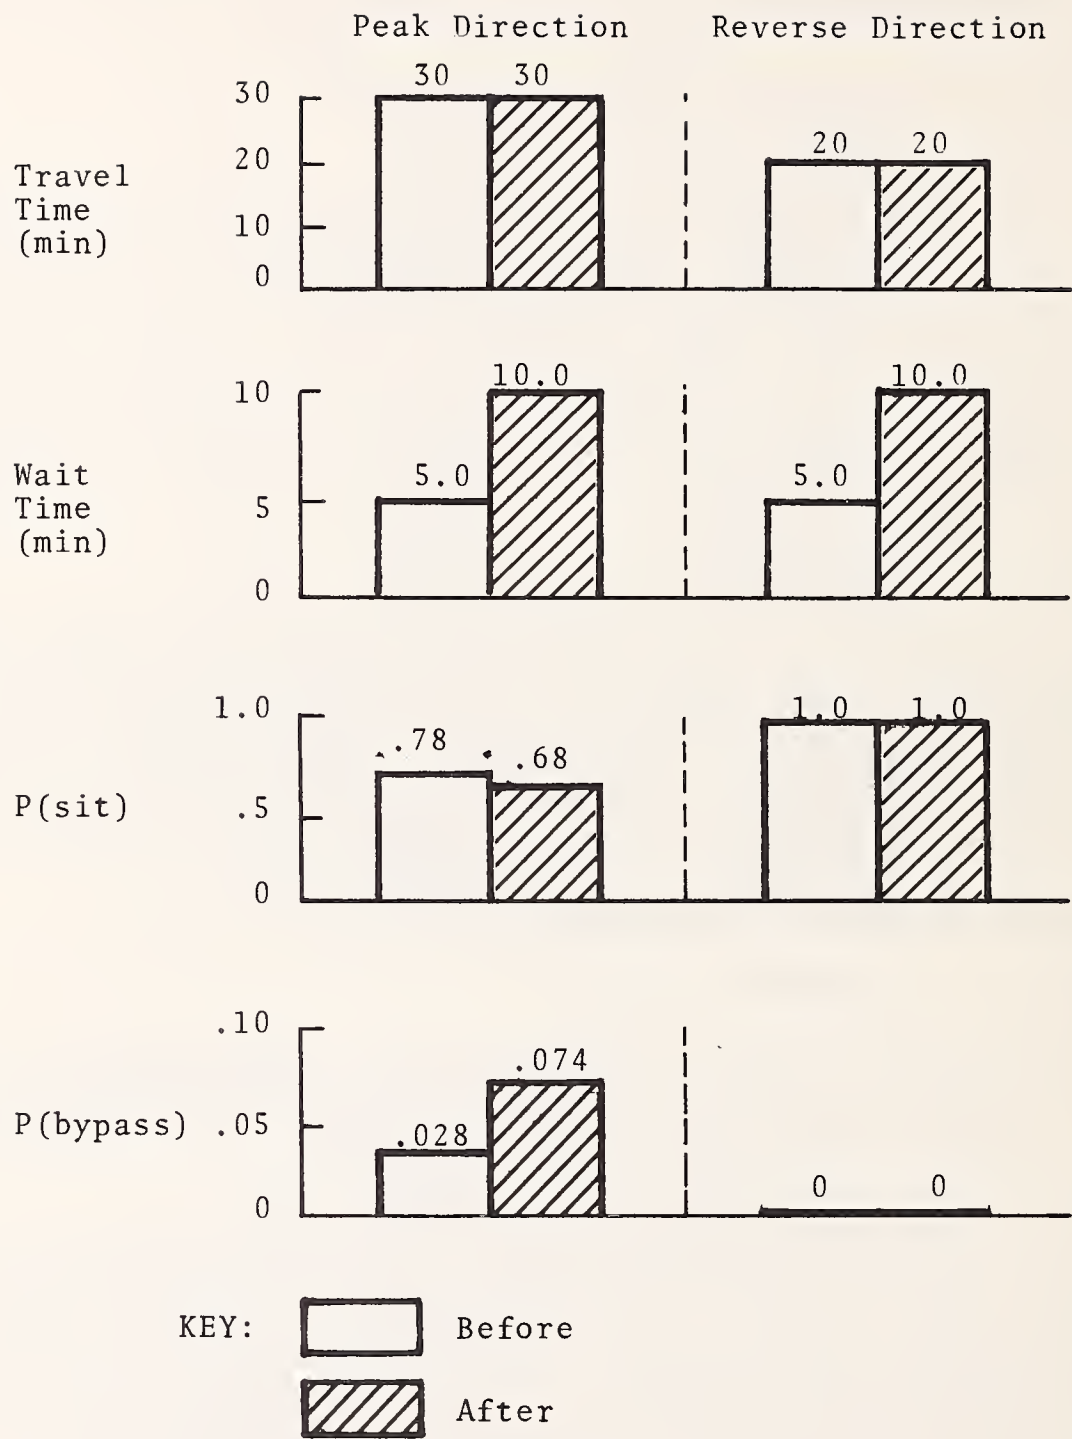 Peak Direction Reverse Direction
30 30
30
20 20
20
Travel
Time
(min)
10
0
10.0 10.0
10
Wait
Time
(min)
5.0 5.0
5
0
1.0
1.0 1.0
.78
.68
P(sit)
.5
0
.10
.074
P(bypass) .05
.028
0 0
0
KEY: Before
After